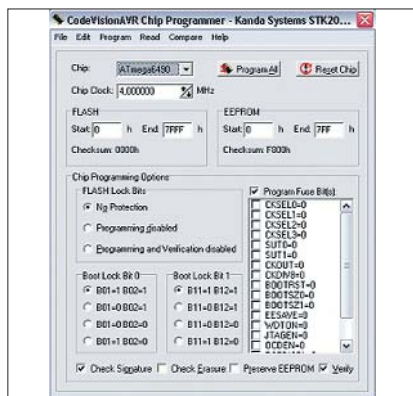 CodeVisionAVR Chip Programmer - Kanda Systems STK20...
File Edit Program Read Compare Help
Chip: ATmega6490 Program All Reset Chip
Chip Clock: 4.000000 MHz
FLASH EEPROM
Start: 0 h End: 7FFF h Start: 0 h End: 7FF h
Checksum: 0000h Checksum: F800h
Chip Programming Options
FLASH Lock Bits Program Fuse Bit(s):
No Protection
Programming disabled
Programming and Verification disabled
CKSEL0=0
CKSEL1=0
CKSEL2=0
CKSEL3=0
SUT0=0
SUT1=0
CKOUT=0
CKDIV8=0
BOOTRST=0
BOOTSZ0=0
BOOTSZ1=0
EESAVE=0
WDTON=0
JTAGEN=0
OCDEN=0
Boot Lock Bit 0 Boot Lock Bit 1
B01=1 B02=1 B11=1 B12=1
B01=0 B02=1 B11=0 B12=1
B01=0 B02=0 B11=0 B12=0
B01=1 B02=0 B11=1 B12=0
Check Signature Check Erasure Preserve EEPROM Verify